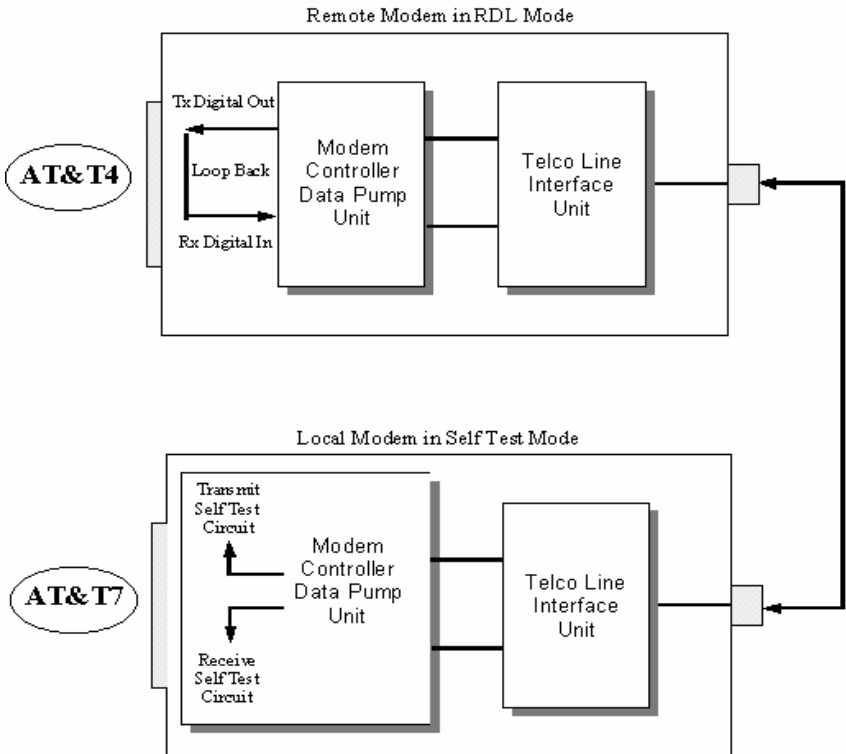 Remote Modem in RDL Mode
Tx Digital Out
AT&T4
Loop Back
Rx Digital In
Modem
Controller
Data Pump
Unit
Telco Line
Interface
Unit
Local Modem in Self Test Mode
Transmit
Self Test
Circuit
AT&T7
Modem
Controller
Data Pump
Unit
Receive
Self Test
Circuit
Telco Line
Interface
Unit